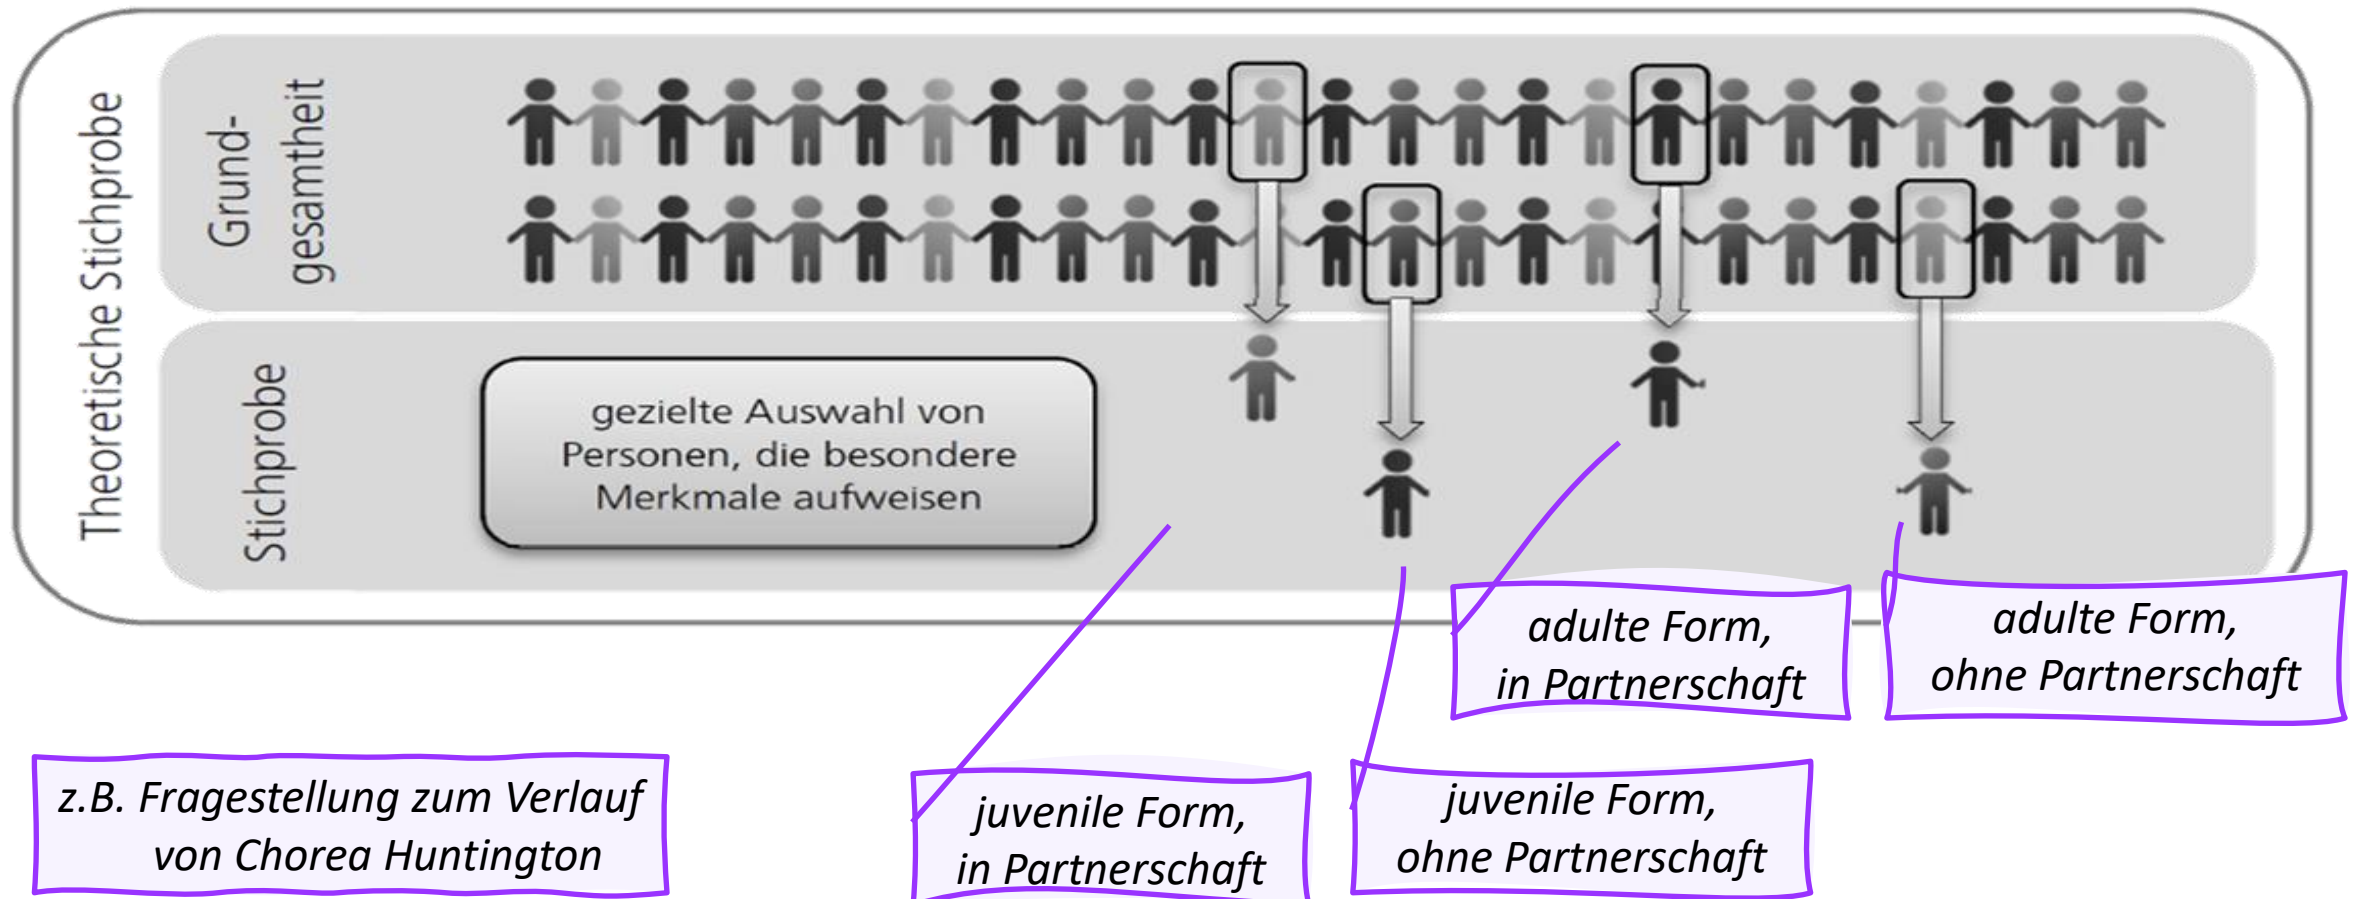 Theoretische Stichprobe
Grund-
gesamtheit
Stichprobe
gezielte Auswahl von
Personen, die besondere
Merkmale aufweisen
adulte Form,
in Partnerschaft
adulte Form,
ohne Partnerschaft
z.B. Fragestellung zum Verlauf
von Chorea Huntington
juvenile Form,
in Partnerschaft
juvenile Form,
ohne Partnerschaft